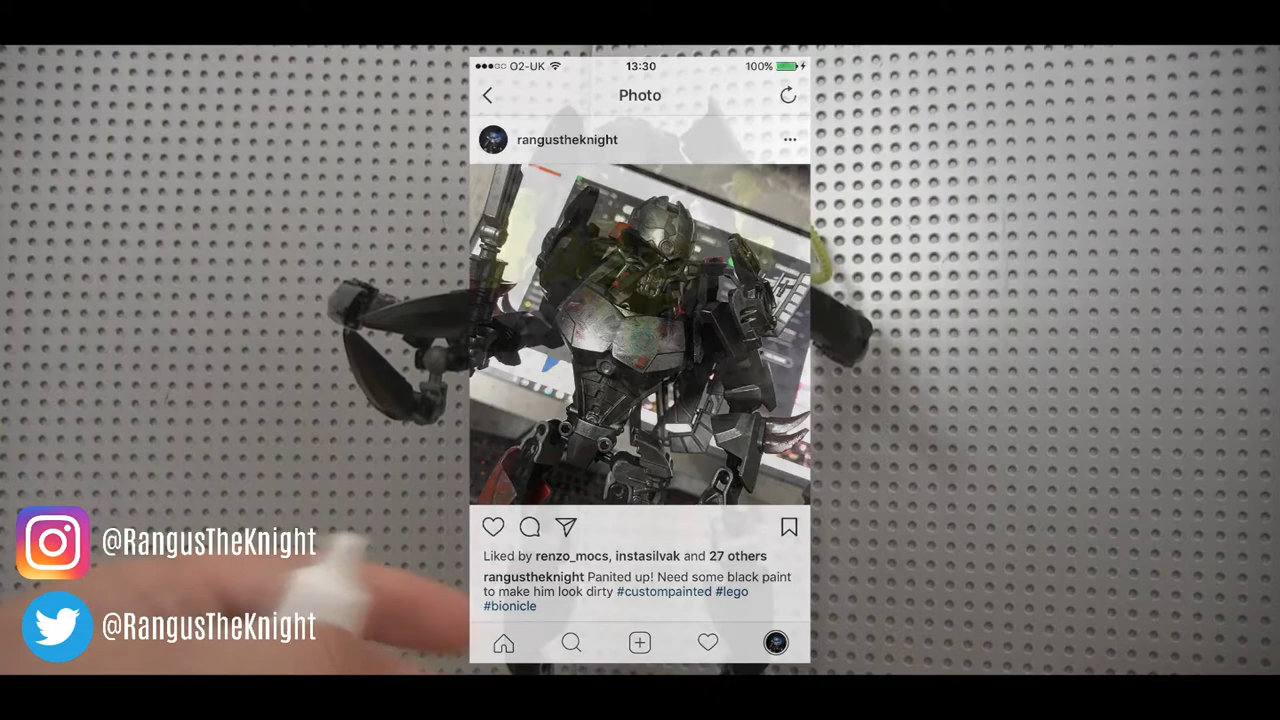 O2-UK
13:30
100%
Photo
rangustheknight
Liked by renzo_mocs, instasilvak and 27 others
rangustheknight Panited up! Need some black paint
to make him look dirty #custompainted #lego
#bionicle
@RangusTheKnight
@RangusTheKnight